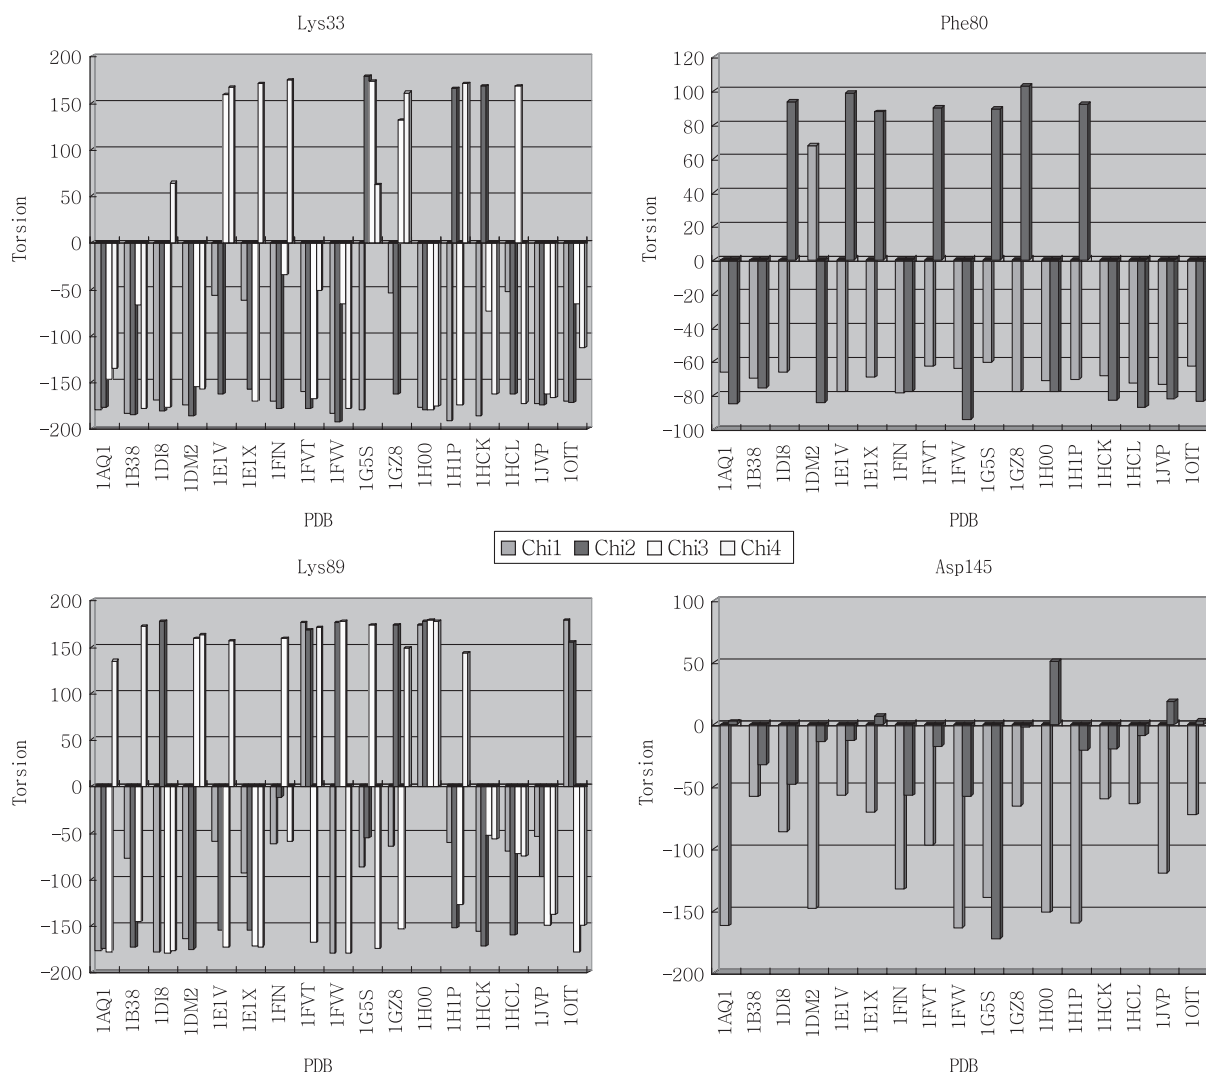 Lys33
200
150
100
50
0
-50
-100
-150
-200
Torsion
1AQ1 1B38 1DI8 1DM2 1E1V 1E1X 1FIN 1FVT 1FVV 1G5S 1GZ8 1H00 1H1P 1HCK 1HCL 1JVP 1OIT
PDB
Phe80
120
100
80
60
40
20
0
-20
-40
-60
-80
-100
Torsion
1AQ1 1B38 1DI8 1DM2 1E1V 1E1X 1FIN 1FVT 1FVV 1G5S 1GZ8 1H00 1H1P 1HCK 1HCL 1JVP 1OIT
PDB
Chi1 Chi2 Chi3 Chi4
Lys89
200
150
100
50
0
-50
-100
-150
-200
Torsion
1AQ1 1B38 1DI8 1DM2 1E1V 1E1X 1FIN 1FVT 1FVV 1G5S 1GZ8 1H00 1H1P 1HCK 1HCL 1JVP 1OIT
PDB
Asp145
100
50
0
-50
-100
-150
-200
Torsion
1AQ1 1B38 1DI8 1DM2 1E1V 1E1X 1FIN 1FVT 1FVV 1G5S 1GZ8 1H00 1H1P 1HCK 1HCL 1JVP 1OIT
PDB